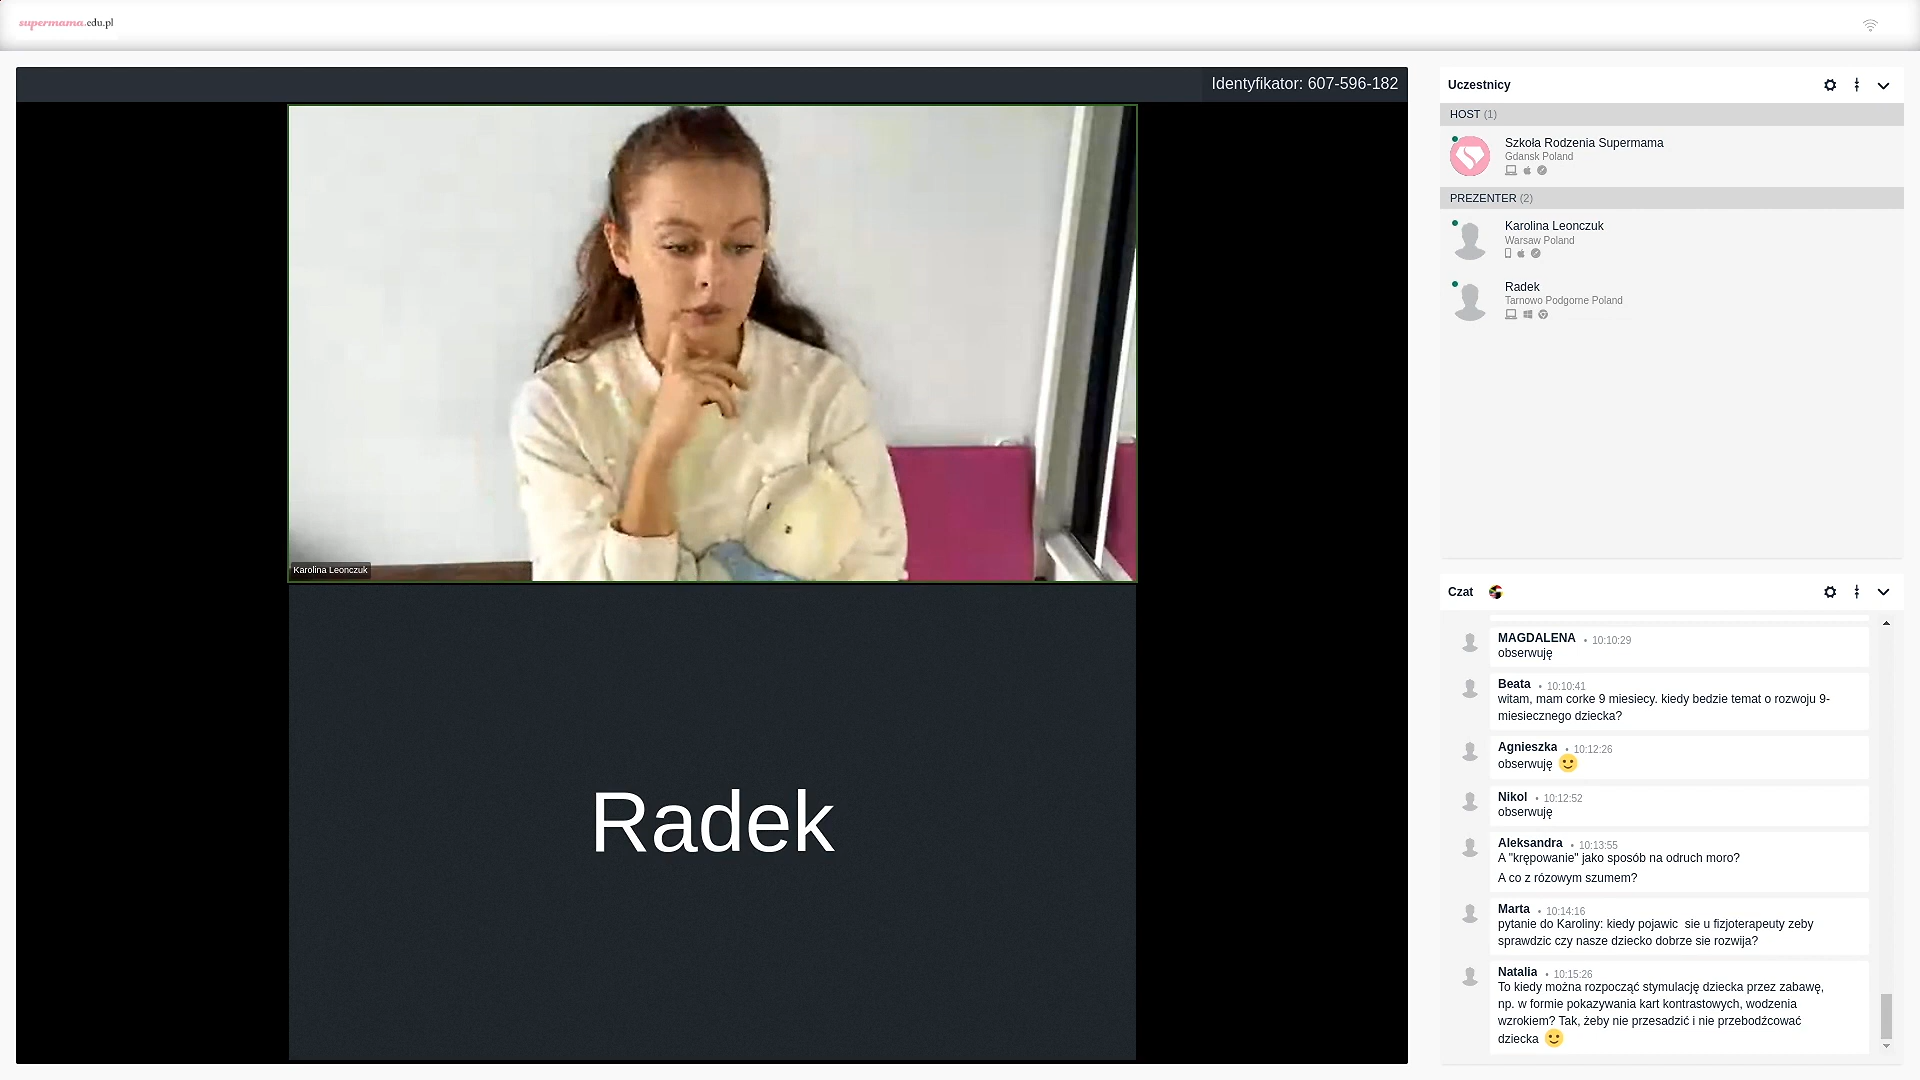 supermama.edu.pl
Identyfikator: 607-596-182
Karolina Leonczuk
Radek
Uczestnicy
HOST (1)
Szkoła Rodzenia Supermama
Gdansk Poland
PREZENTER (2)
Karolina Leonczuk
Warsaw Poland
Radek
Tarnowo Podgorne Poland
Czat
MAGDALENA • 10:10:29
obserwuję
Beata • 10:10:41
witam, mam corke 9 miesiecy. kiedy bedzie temat o rozwoju 9-
miesiecznego dziecka?
Agnieszka • 10:12:26
obserwuję 🙂
Nikol • 10:12:52
obserwuję
Aleksandra • 10:13:55
A "krępowanie" jako sposób na odruch moro?
A co z rózowym szumem?
Marta • 10:14:16
pytanie do Karoliny: kiedy pojawic  sie u fizjoterapeuty zeby
sprawdzic czy nasze dziecko dobrze sie rozwija?
Natalia • 10:15:26
To kiedy można rozpocząć stymulację dziecka przez zabawę,
np. w formie pokazywania kart kontrastowych, wodzenia
wzrokiem? Tak, żeby nie przesadzić i nie przebodźcować
dziecka 🙂